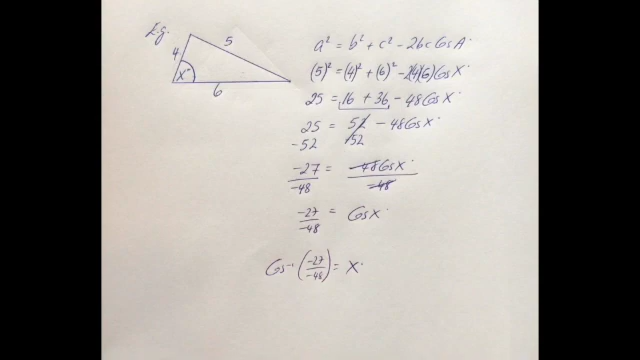 E.g.
4
5
x°
6
a² = b² + c² - 2bc Cos A°
(5)² = (4)² + (6)² - 2(4)(6) Cos X°
25 = 16 + 36 - 48 Cos X°
25 = 52 - 48 Cos X°
-52 -52
-27 = -48 Cos X°
-48 -48
-27/-48 = Cos X°
Cos⁻¹ (-27/-48) = X°